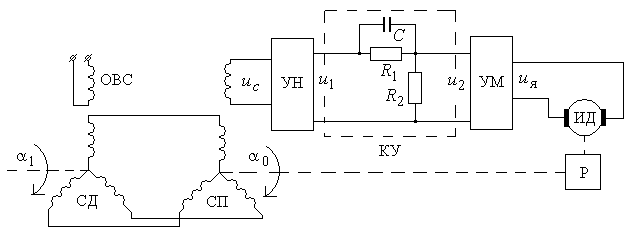 ОВС
u_c
УН
u_1
C
R_1
R_2
КУ
u_2
УМ
u_я
ИД
Р
α_1
СД
СП
α_0